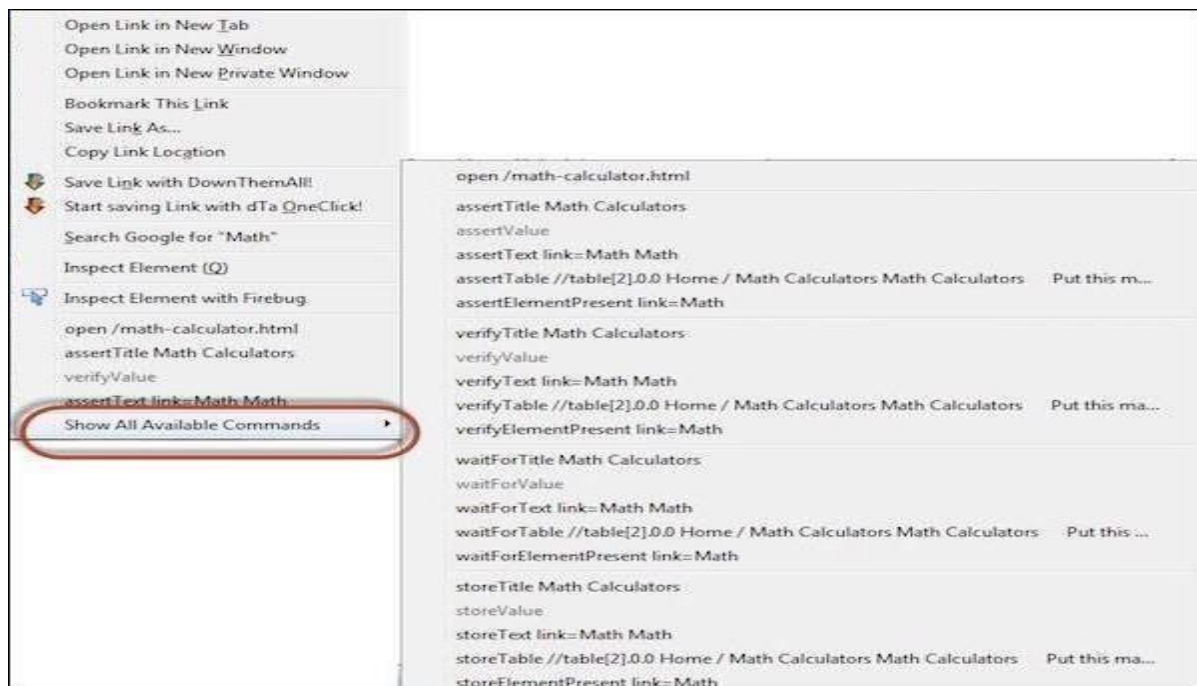 Open Link in New Tab
Open Link in New Window
Open Link in New Private Window
Bookmark This Link
Save Link As...
Copy Link Location
Save Link with DownThemAll!
Start saving Link with dTa OneClick!
Search Google for "Math"
Inspect Element (Q)
Inspect Element with Firebug
open /math-calculator.html
assertTitle Math Calculators
verifyValue
assertText link=Math Math
Show All Available Commands
open /math-calculator.html
assertTitle Math Calculators
assertValue
assertText link=Math Math
assertTable //table[2].0.0 Home / Math Calculators Math Calculators Put this m...
assertElementPresent link=Math
verifyTitle Math Calculators
verifyValue
verifyText link=Math Math
verifyTable //table[2].0.0 Home / Math Calculators Math Calculators Put this ma...
verifyElementPresent link=Math
waitForTitle Math Calculators
waitForValue
waitForText link=Math Math
waitForTable //table[2].0.0 Home / Math Calculators Math Calculators Put this ...
waitForElementPresent link=Math
storeTitle Math Calculators
storeValue
storeText link=Math Math
storeTable //table[2].0.0 Home / Math Calculators Math Calculators Put this ma...
storeElementPresent link=Math